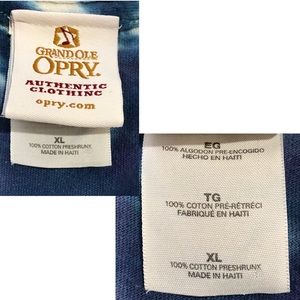 GRAND OLE
OPRY.
AUTHENTIC
CLOTHING
opry.com
XL
100% COTTON PRESHRUNK
MADE IN HAITI
EG
100% ALGODON PRE-ENCOGIDO
HECHO EN HAITI
TG
100% COTTON PRÉ-RÉTRÉCI
FABRIQUÉ EN HAITI
XL
100% COTTON PRESHRUNK
MADE IN HAITI